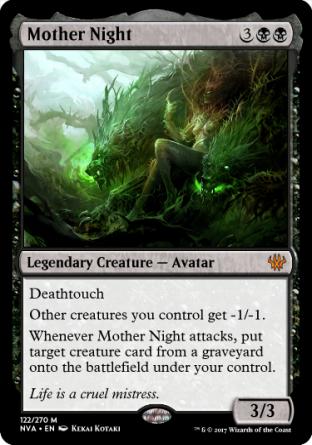 Mother Night 3
Legendary Creature — Avatar
Deathtouch
Other creatures you control get -1/-1.
Whenever Mother Night attacks, put
target creature card from a graveyard
onto the battlefield under your control.
Life is a cruel mistress.
3/3
122/270 M
NVA • EN Kekai Kotaki
™ & © 2017 Wizards of the Coast